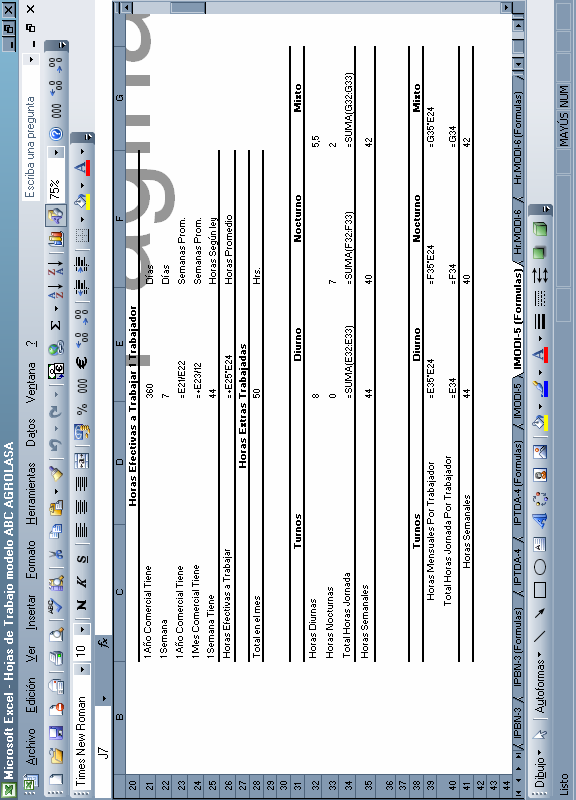 Microsoft Excel - Hojas de Trabajo modelo ABC AGROLASA
Archivo Edición Ver Insertar Formato Herramientas Datos Ventana ? Escriba una pregunta
75%
Times New Roman 10 N K S % 000 €
J7 fx
B C D E F G
20 Horas Efectivas a Trabajar 1 Trabajador
21 1 Año Comercial Tiene 360 Días
22 1 Semana 7 Días
23 1 Año Comercial Tiene =E21/E22 Semanas Prom.
24 1 Mes Comercial Tiene =+E23/12 Semanas Prom.
25 1 Semana Tiene 44 Horas Según ley
26 Horas Efectivas a Trabajar =+E25*E24 Horas Promedio
27 Horas Extras Trabajadas
28 Total en el mes 50 Hrs.
29
30
31 Turnos Diurno Nocturno Mixto
32 Horas Diurnas 8 5,5
33 Horas Nocturnas 0 7 2
34 Total Horas Jornada =SUMA(E32:E33) =SUMA(F32:F33) =SUMA(G32:G33)
35 Horas Semanales 44 40 42
36
37
38 Turnos Diurno Nocturno Mixto
39 Horas Mensuales Por Trabajador =E35*E24 =F35*E24 =G35*E24
40 Total Horas Jornada Por Trabajador =E34 =F34 =G34
41 Horas Semanales 44 40 42
42
43
44
IPBN-3 IPBN-3 (Formulas) IPTDA-4 IPTDA-4 (Formulas) IMODI-5 IMODI-5 (Formulas) Hr.MODI-6 Hr.MODI-6 (Formulas)
Dibujo Autoformas
Listo MAYÚS NUM